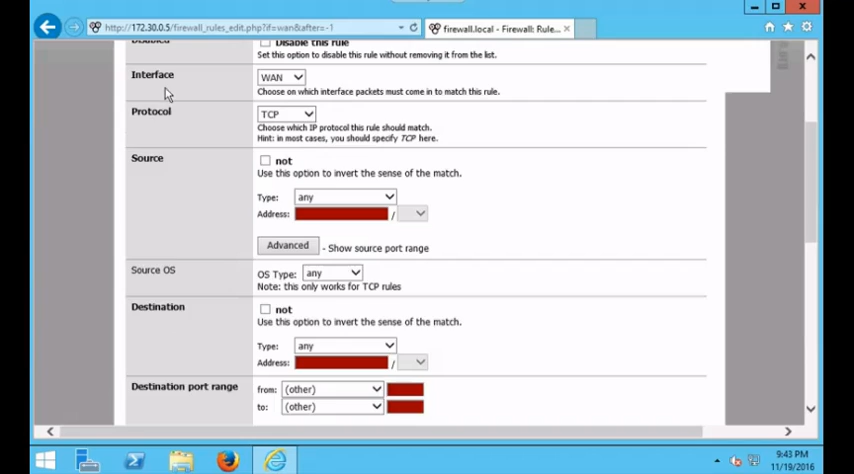 http://172.30.0.5/firewall_rules_edit.php?if=wan&after=-1
firewall.local - Firewall: Rule...
Disabled
Disable this rule
Set this option to disable this rule without removing it from the list.
Interface
WAN
Choose on which interface packets must come in to match this rule.
Protocol
TCP
Choose which IP protocol this rule should match.
Hint: in most cases, you should specify TCP here.
Source
not
Use this option to invert the sense of the match.
Type: any
Address: /
Advanced - Show source port range
Source OS
OS Type: any
Note: this only works for TCP rules
Destination
not
Use this option to invert the sense of the match.
Type: any
Address: /
Destination port range
from: (other)
to: (other)
9:43 PM
11/19/2016